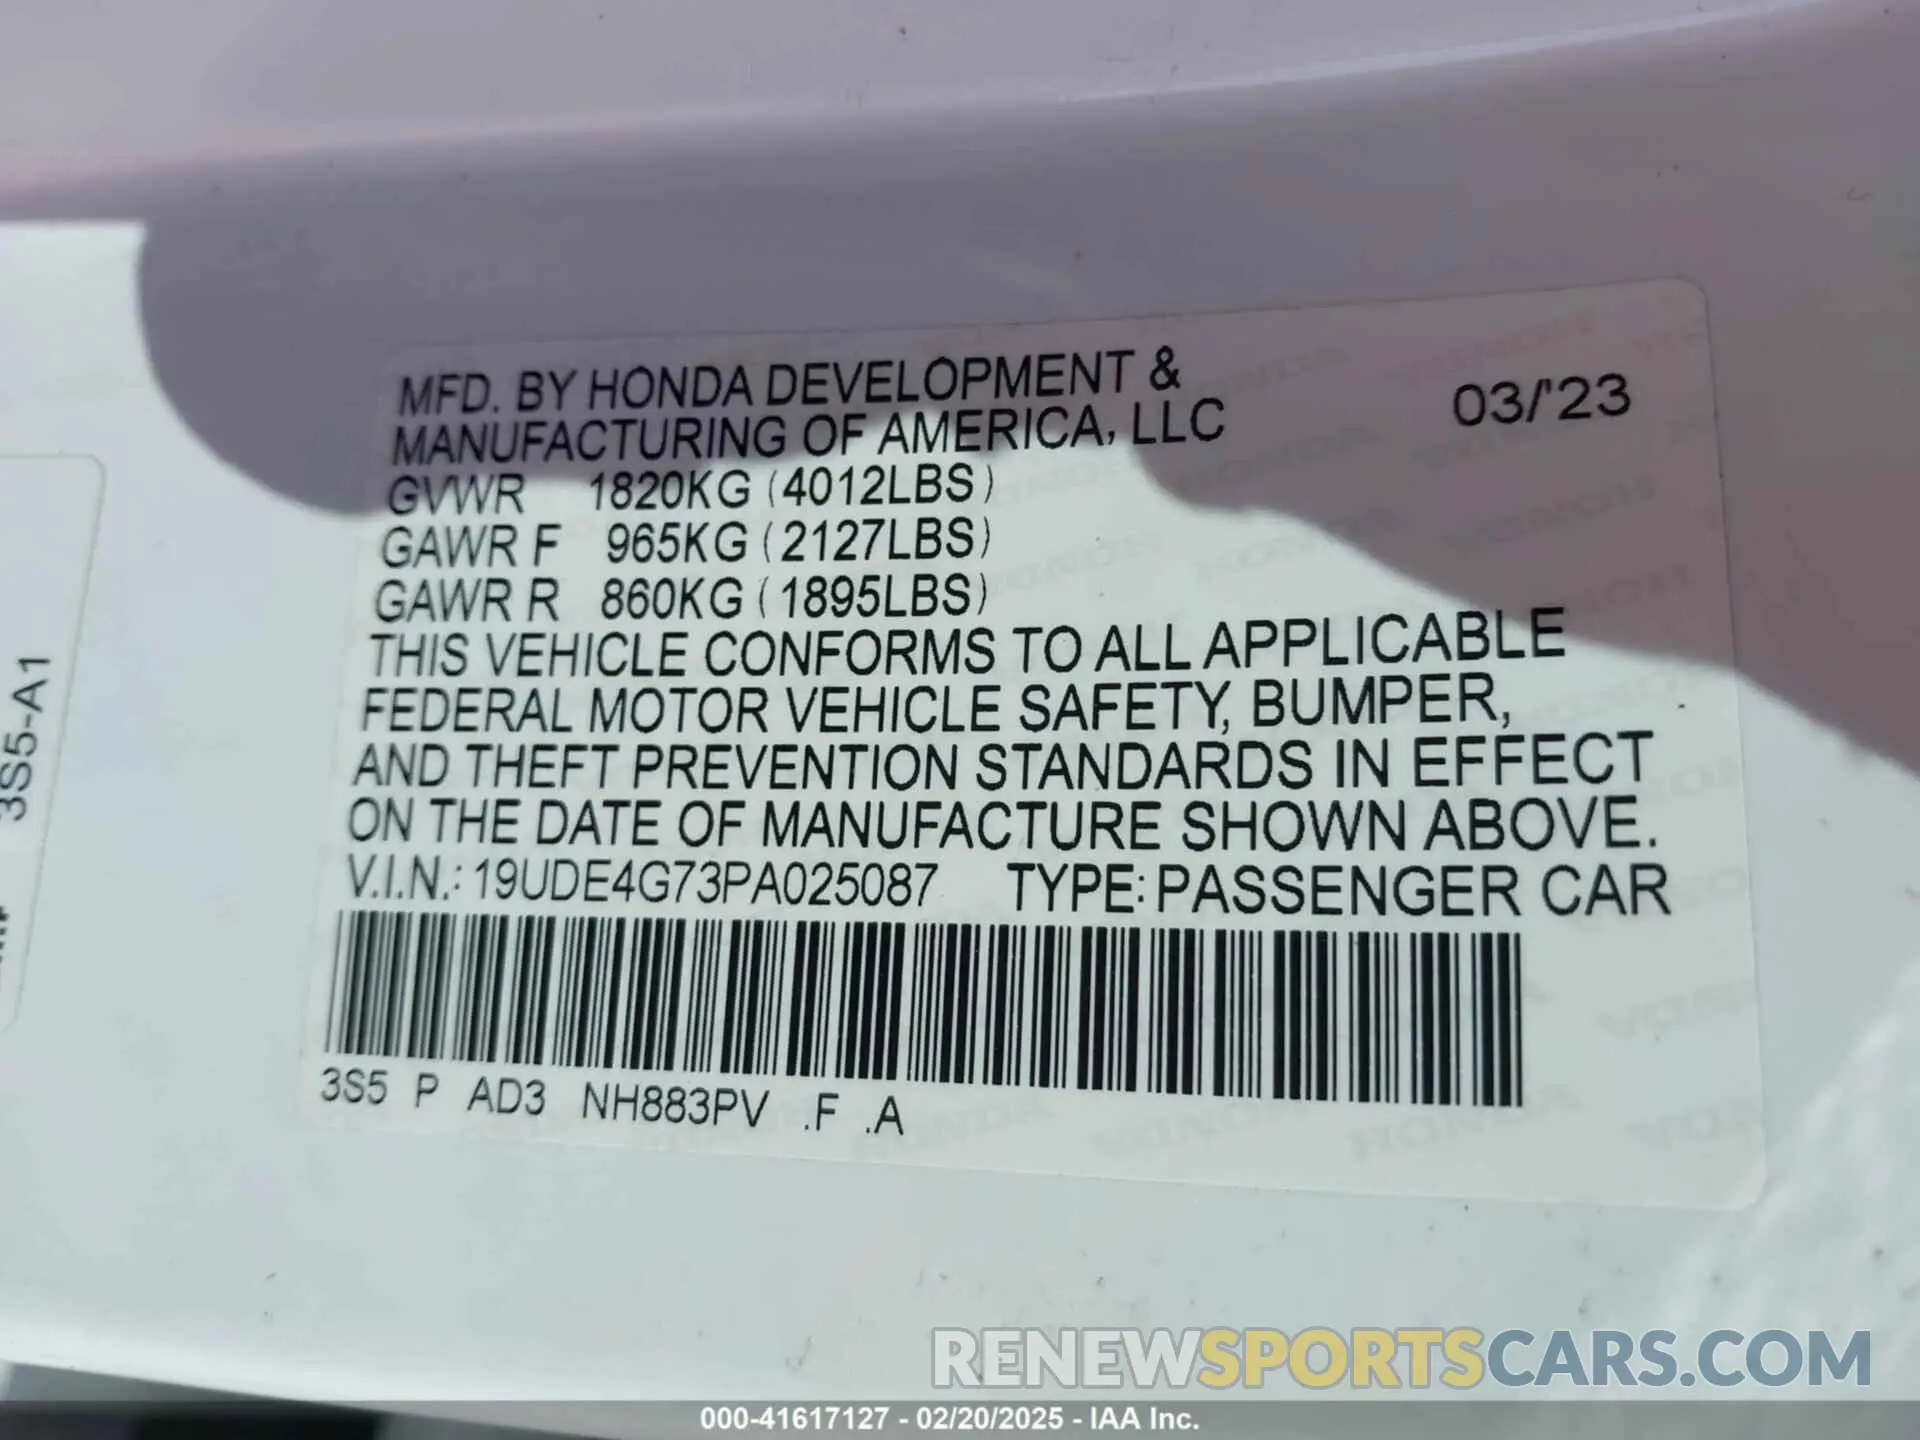 MFD. BY HONDA DEVELOPMENT &
MANUFACTURING OF AMERICA, LLC 03/'23
GVWR 1820KG (4012LBS)
GAWR F 965KG (2127LBS)
GAWR R 860KG (1895LBS)
THIS VEHICLE CONFORMS TO ALL APPLICABLE
FEDERAL MOTOR VEHICLE SAFETY, BUMPER,
AND THEFT PREVENTION STANDARDS IN EFFECT
ON THE DATE OF MANUFACTURE SHOWN ABOVE.
V.I.N.: 19UDE4G73PA025087 TYPE: PASSENGER CAR
3S5 P AD3 NH883PV .F .A
3S5-A1
RENEWSPORTSCARS.COM
000-41617127 - 02/20/2025 - IAA Inc.